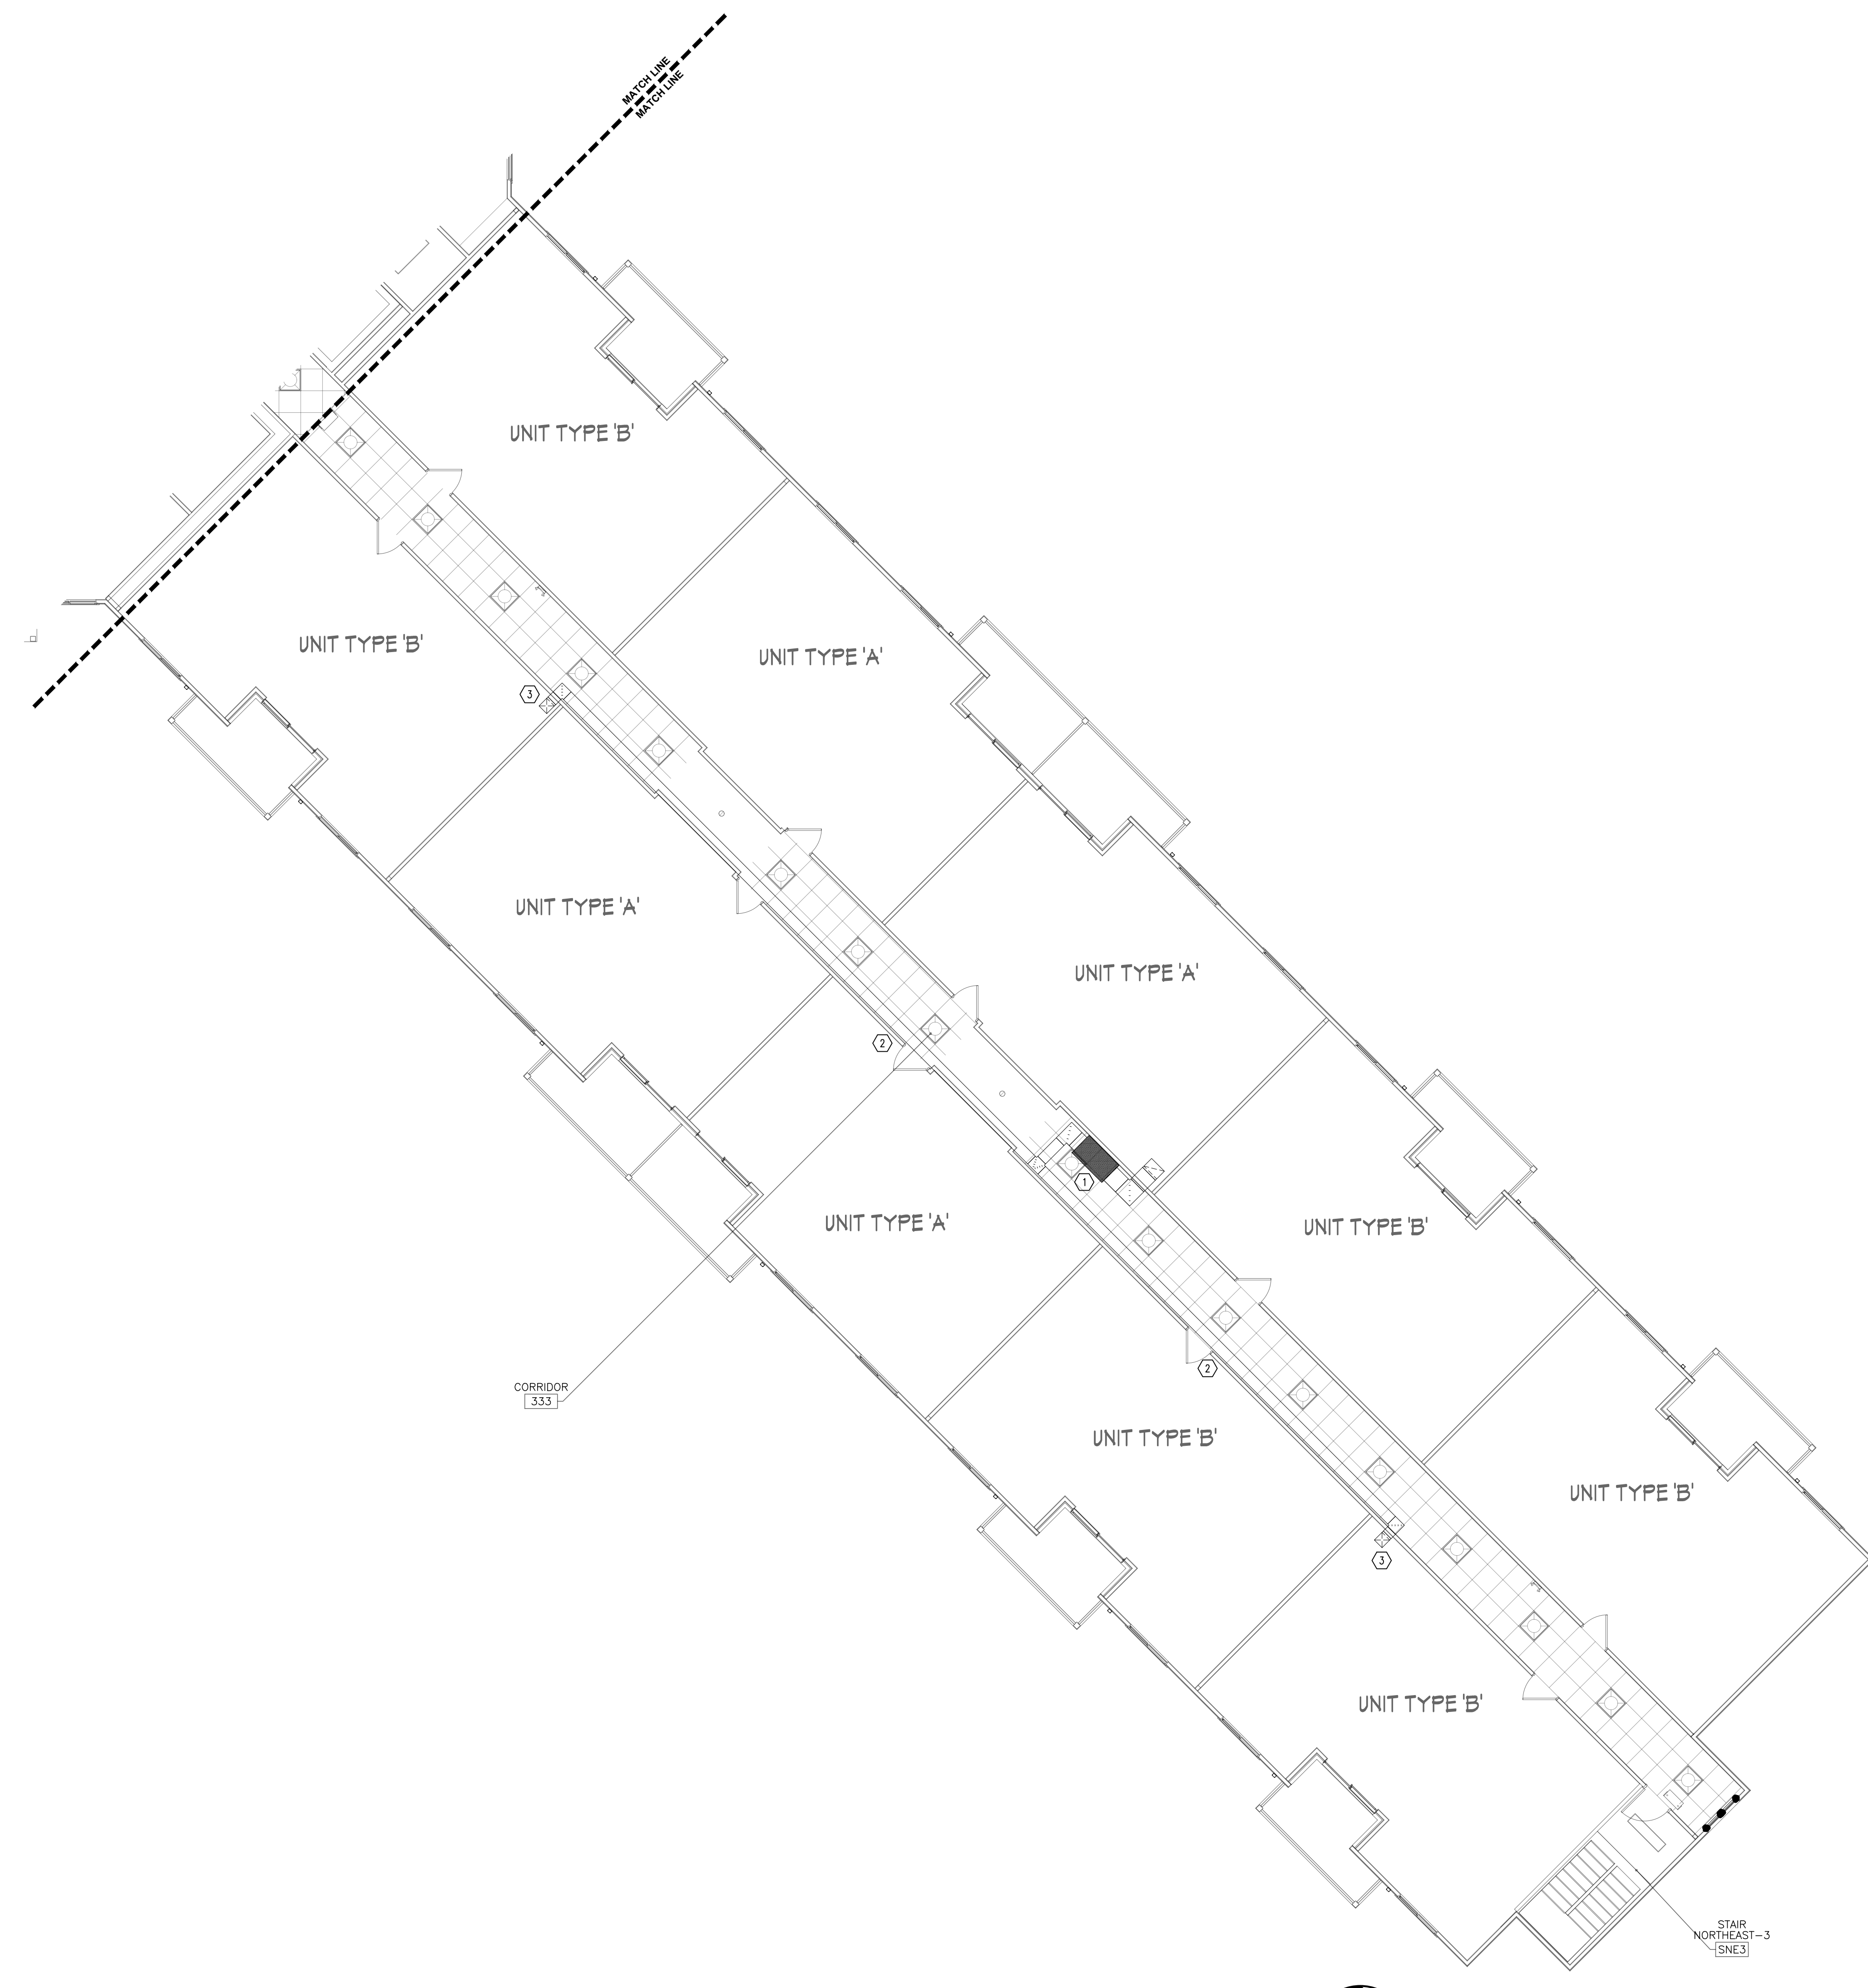 MATCH LINE
MATCH LINE
UNIT TYPE 'B'
UNIT TYPE 'B'
UNIT TYPE 'A'
3
UNIT TYPE 'A'
UNIT TYPE 'A'
2
1
UNIT TYPE 'A'
UNIT TYPE 'B'
2
CORRIDOR
333
UNIT TYPE 'B'
UNIT TYPE 'B'
3
UNIT TYPE 'B'
STAIR
NORTHEAST-3
SNE3